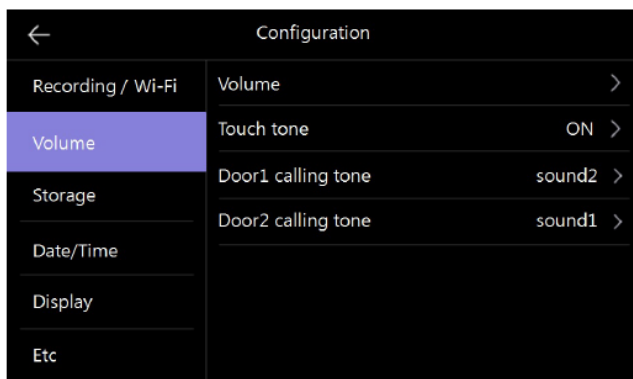 Configuration
Recording / Wi-Fi
Volume
Storage
Date/Time
Display
Etc
Volume
Touch tone ON
Door1 calling tone sound2
Door2 calling tone sound1